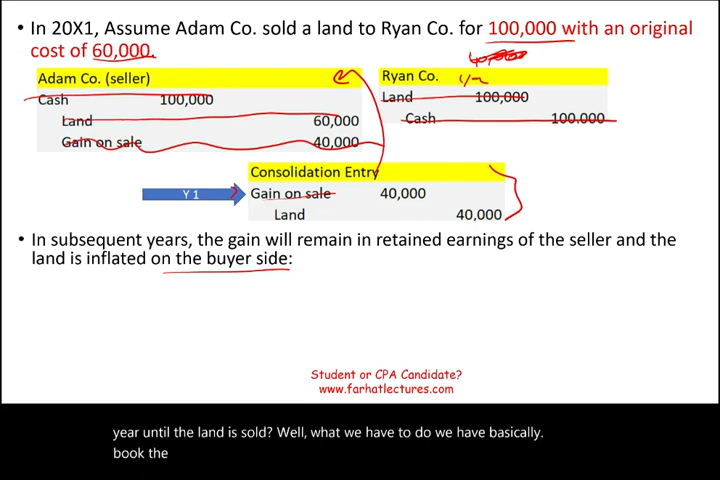 • In 20X1, Assume Adam Co. sold a land to Ryan Co. for 100,000 with an original
cost of 60,000.
Adam Co. (seller)
Cash 100,000
Land 60,000
Gain on sale 40,000
Ryan Co.
Land 100,000
Cash 100.000
Consolidation Entry
Y 1
Gain on sale 40,000
Land 40,000
• In subsequent years, the gain will remain in retained earnings of the seller and the
land is inflated on the buyer side:
Student or CPA Candidate?
www.farhatlectures.com
year until the land is sold? Well, what we have to do we have basically.
book the